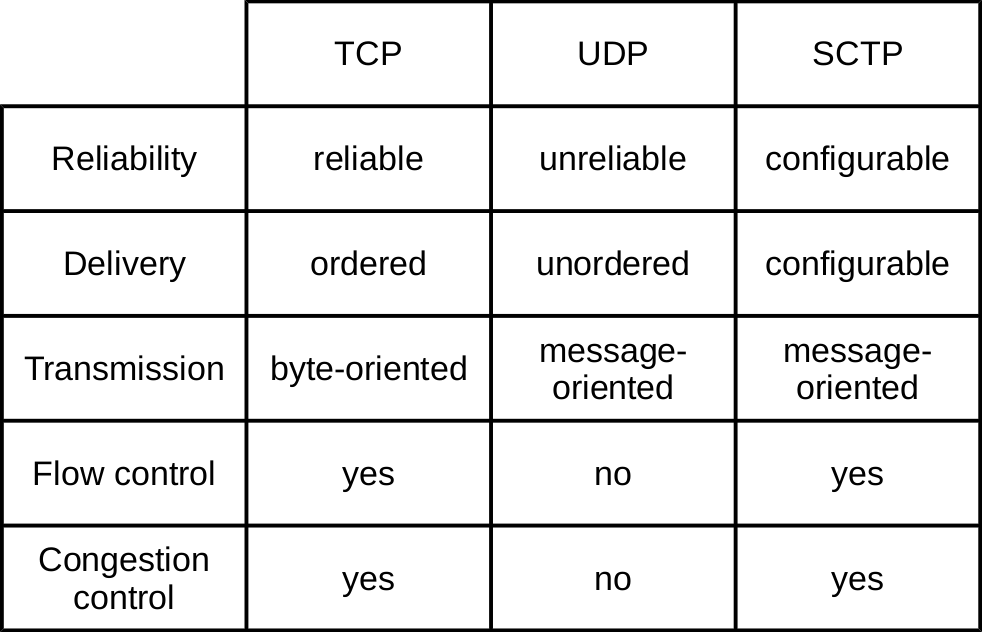 TCP UDP SCTP
Reliability reliable unreliable configurable
Delivery ordered unordered configurable
Transmission byte-oriented message- message-
oriented oriented
Flow control yes no yes
Congestion yes no yes
control